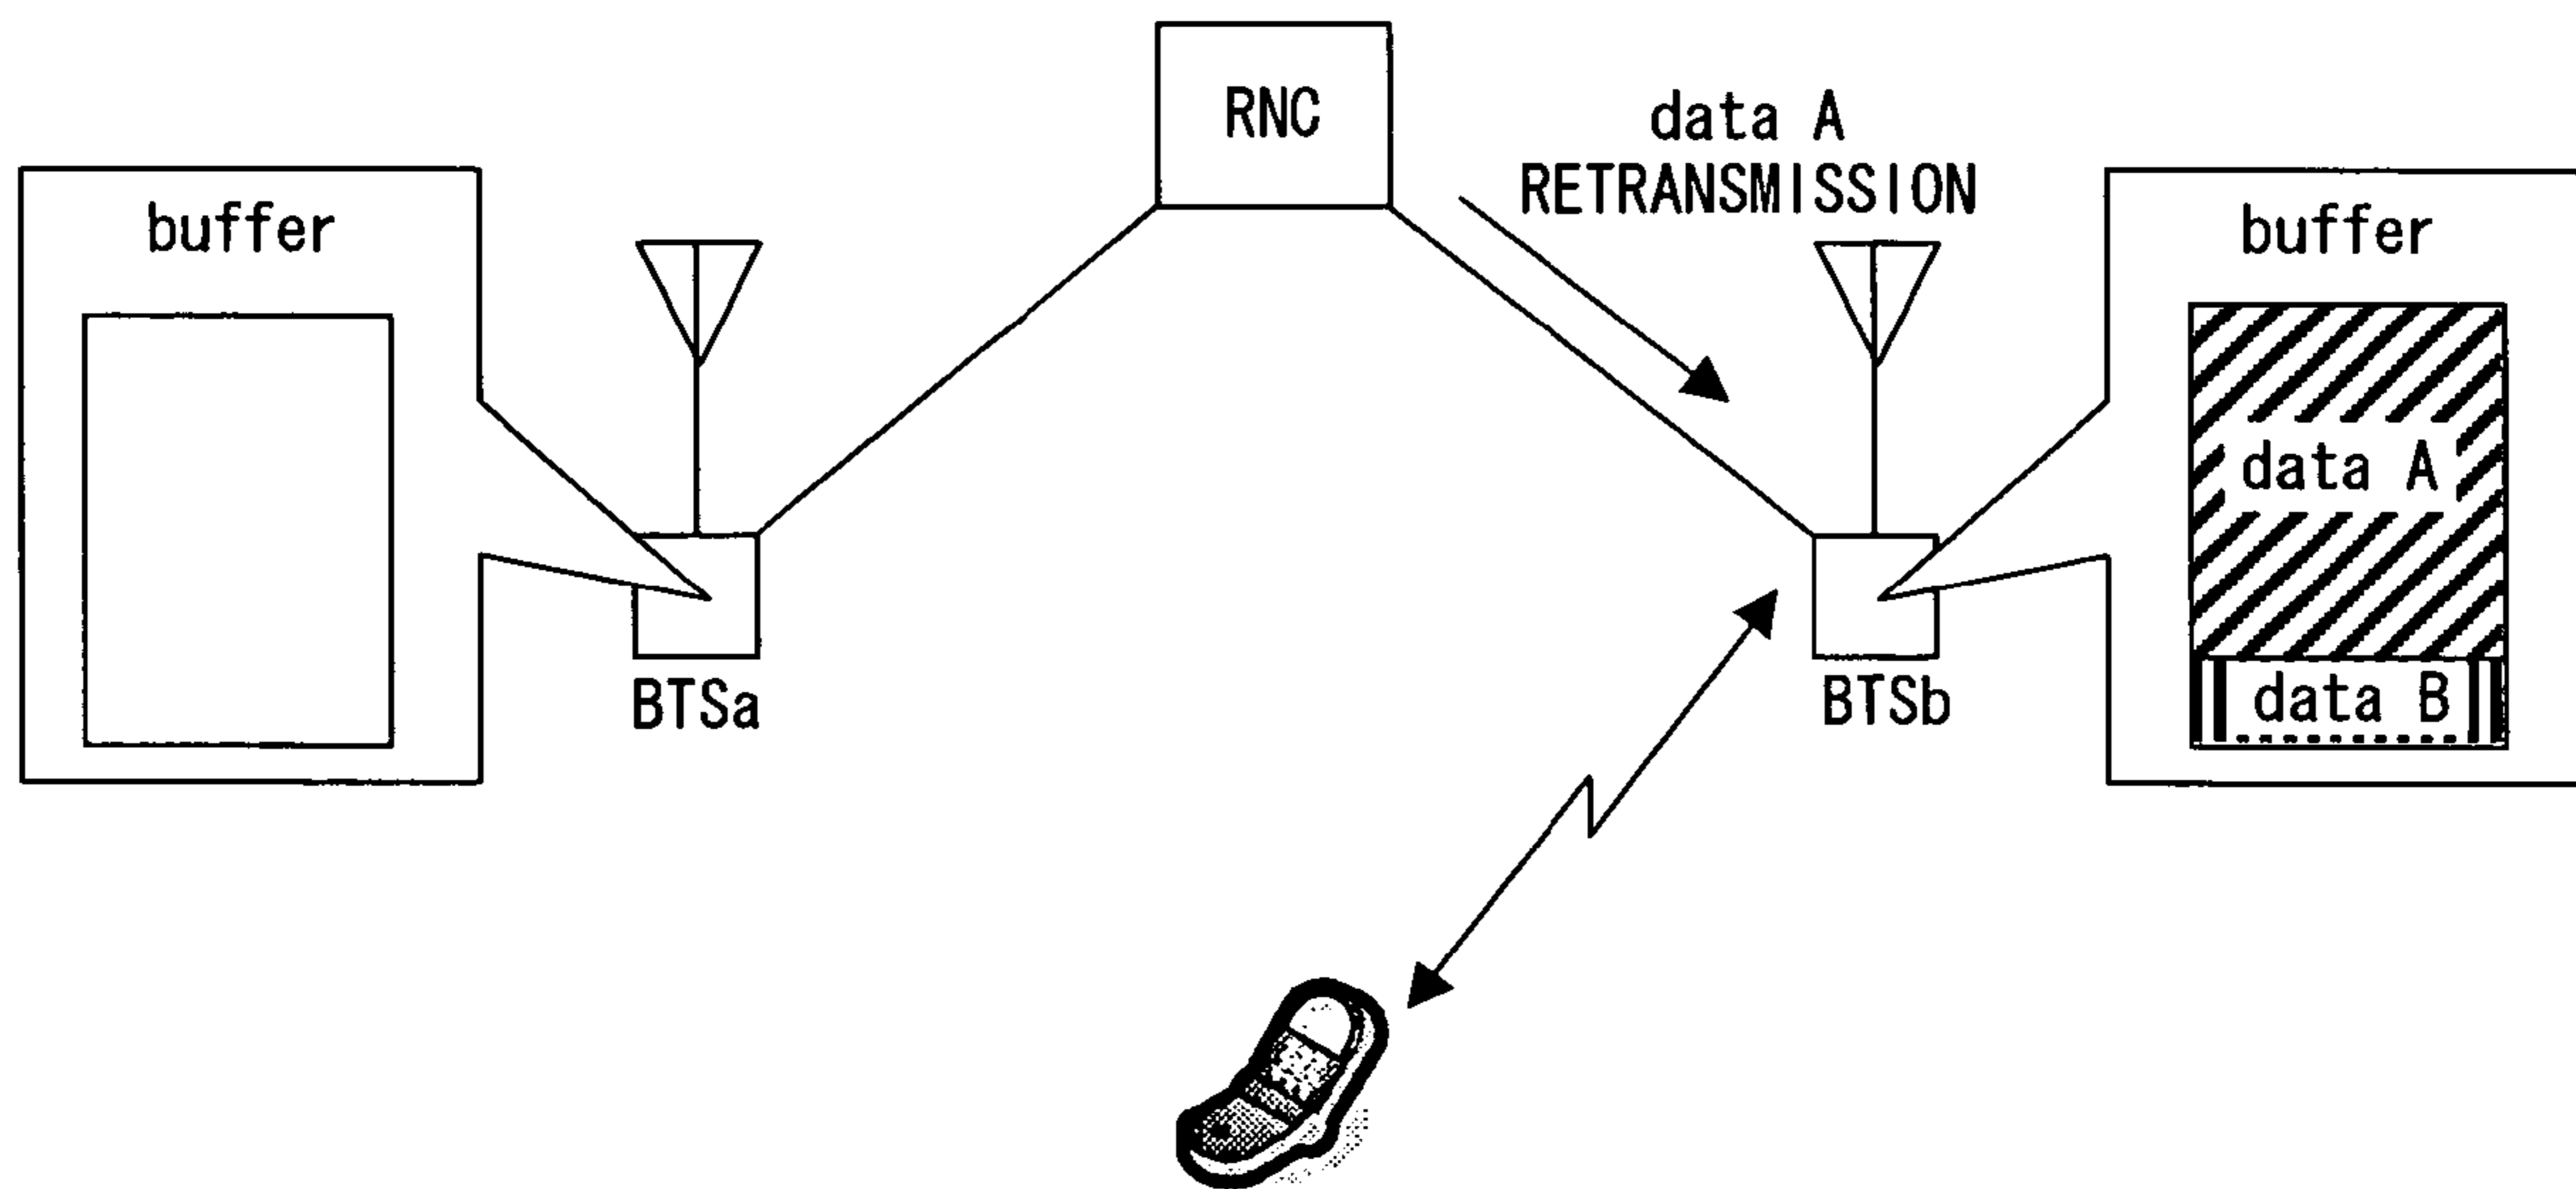 RNC
data A
RETRANSMISSION
buffer
buffer
data A
data B
BTSa
BTSb